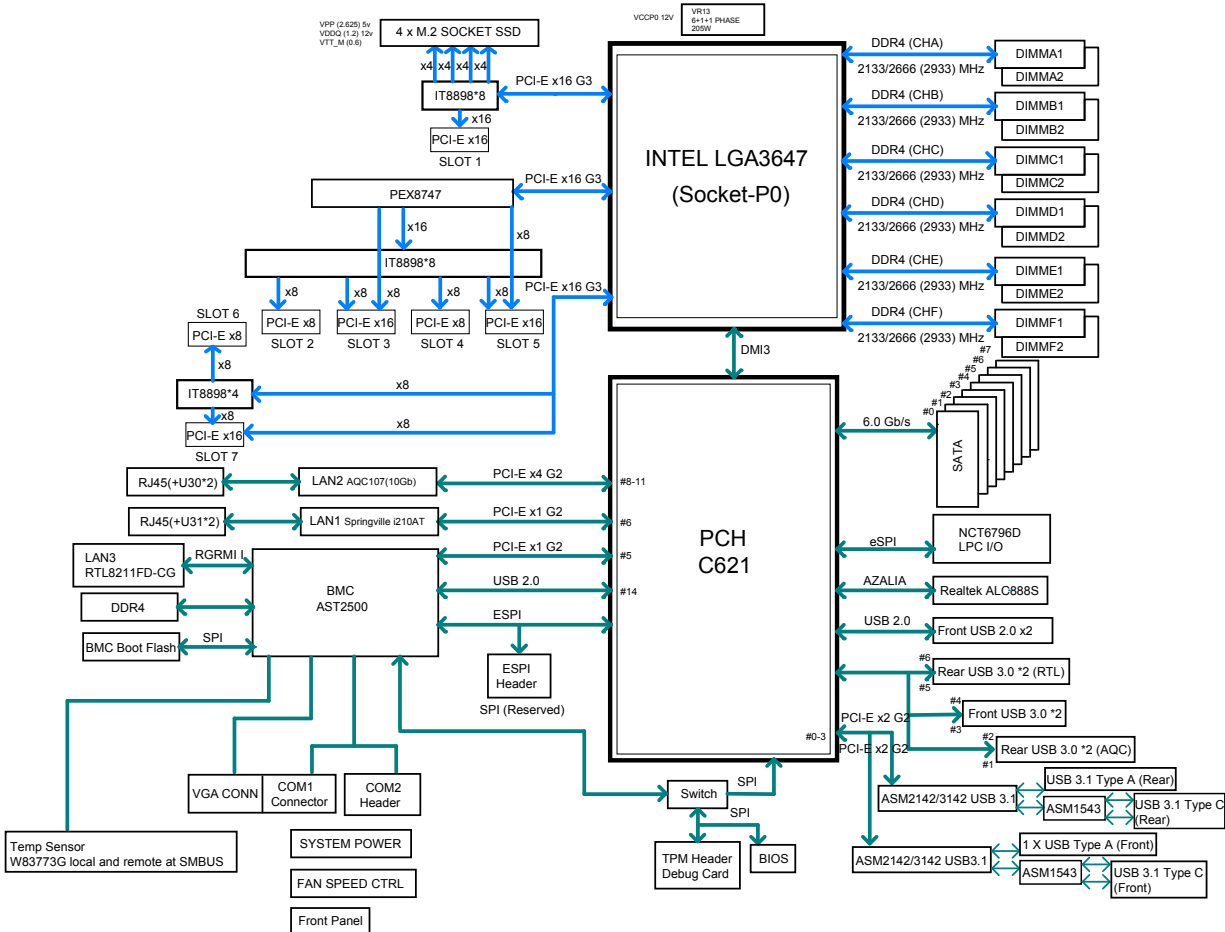 VPP (2.625) 5v
VDDQ (1.2) 12v
VTT_M (0.6)
4 x M.2 SOCKET SSD
x4
x4
x4
x4
IT8898*8
x16
PCI-E x16
SLOT 1
PCI-E x16 G3
VCCP0 12V
VR13
6+1+1 PHASE
205W
INTEL LGA3647
(Socket-P0)
DDR4 (CHA)
2133/2666 (2933) MHz
DIMMA1
DIMMA2
DDR4 (CHB)
2133/2666 (2933) MHz
DIMMB1
DIMMB2
DDR4 (CHC)
2133/2666 (2933) MHz
DIMMC1
DIMMC2
DDR4 (CHD)
2133/2666 (2933) MHz
DIMMD1
DIMMD2
DDR4 (CHE)
2133/2666 (2933) MHz
DIMME1
DIMME2
DDR4 (CHF)
2133/2666 (2933) MHz
DIMMF1
DIMMF2
PEX8747
PCI-E x16 G3
x16
x8
IT8898*8
x8
x8
x8
x8
x8
x8
PCI-E x16 G3
PCI-E x8
SLOT 2
PCI-E x16
SLOT 3
PCI-E x8
SLOT 4
PCI-E x16
SLOT 5
SLOT 6
PCI-E x8
x8
IT8898*4
x8
x8
PCI-E x16
x8
SLOT 7
DMI3
PCH
C621
6.0 Gb/s
#0
#1
#2
#3
#4
#5
#6
#7
SATA
RJ45(+U30*2)
LAN2 AQC107(10Gb)
PCI-E x4 G2
#8-11
RJ45(+U31*2)
LAN1 Springville i210AT
PCI-E x1 G2
#6
LAN3
RTL8211FD-CG
RGRMI I
PCI-E x1 G2
#5
BMC
AST2500
USB 2.0
#14
DDR4
ESPI
BMC Boot Flash
SPI
ESPI
Header
SPI (Reserved)
eSPI
NCT6796D
LPC I/O
AZALIA
Realtek ALC888S
USB 2.0
Front USB 2.0 x2
#6
#5
Rear USB 3.0 *2 (RTL)
#4
#3
Front USB 3.0 *2
#2
#1
Rear USB 3.0 *2 (AQC)
PCI-E x2 G2
#0-3
PCI-E x2 G2
VGA CONN
COM1
Connector
COM2
Header
Switch
SPI
SPI
TPM Header
Debug Card
BIOS
ASM2142/3142 USB 3.1
USB 3.1 Type A (Rear)
ASM1543
USB 3.1 Type C
(Rear)
ASM2142/3142 USB3.1
1 X USB Type A (Front)
ASM1543
USB 3.1 Type C
(Front)
Temp Sensor
W83773G local and remote at SMBUS
SYSTEM POWER
FAN SPEED CTRL
Front Panel